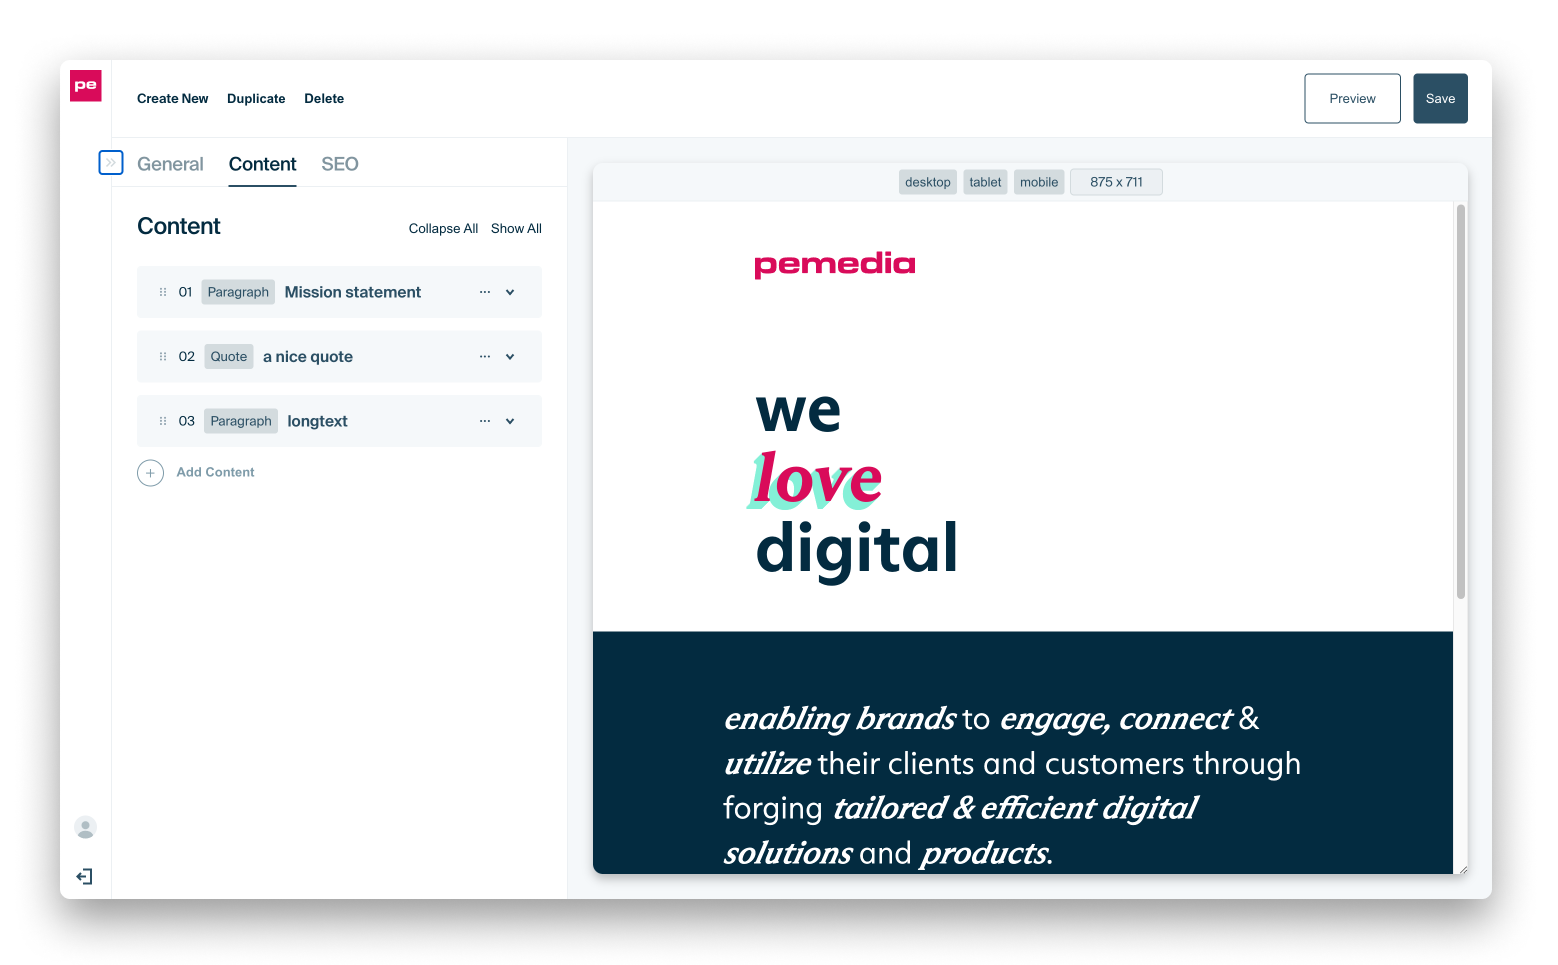 pe
Create New Duplicate Delete
Preview Save
General Content SEO
Content
Collapse All Show All
01 Paragraph Mission statement
02 Quote a nice quote
03 Paragraph longtext
Add Content
desktop tablet mobile 875 x 711
pemedia
we
love
digital
enabling brands to engage, connect &
utilize their clients and customers through
forging tailored & efficient digital
solutions and products.